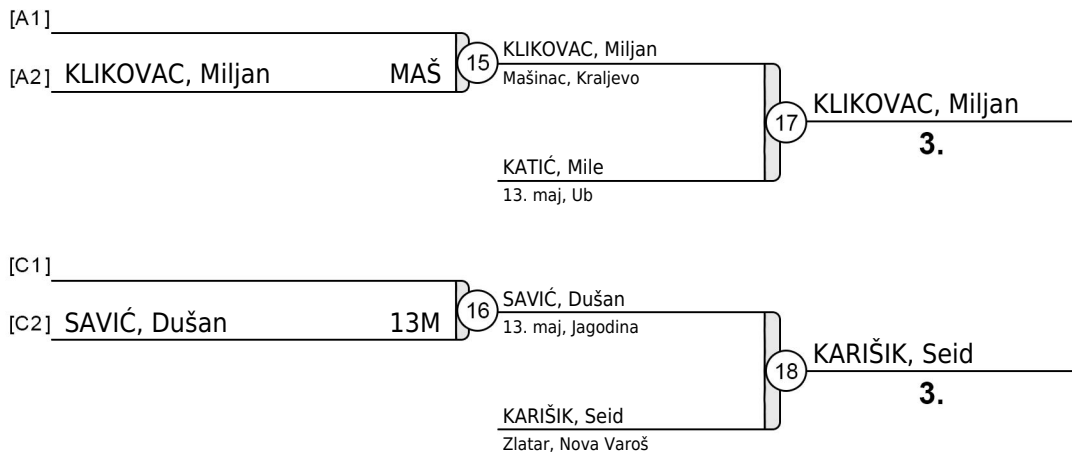 [A1]
[A2] KLIKOVAC, Miljan MAŠ
15
KLIKOVAC, Miljan
Mašinac, Kraljevo
17
KLIKOVAC, Miljan
3.
KATIĆ, Mile
13. maj, Ub
[C1]
[C2] SAVIĆ, Dušan 13M
16
SAVIĆ, Dušan
13. maj, Jagodina
18
KARIŠIK, Seid
3.
KARIŠIK, Seid
Zlatar, Nova Varoš